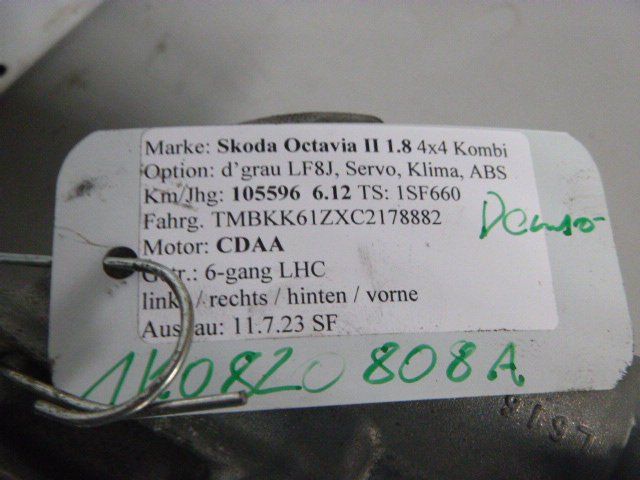 Marke: Skoda Octavia II 1.8 4x4 Kombi
Option: d'grau LF8J, Servo, Klima, ABS
Km/Jhg: 105596 6.12 TS: 1SF660
Fahrg. TMBKK61ZXC2178882
Denso
Motor: CDAA
Getr.: 6-gang LHC
links / rechts / hinten / vorne
Ausbau: 11.7.23 SF
1K0820808A